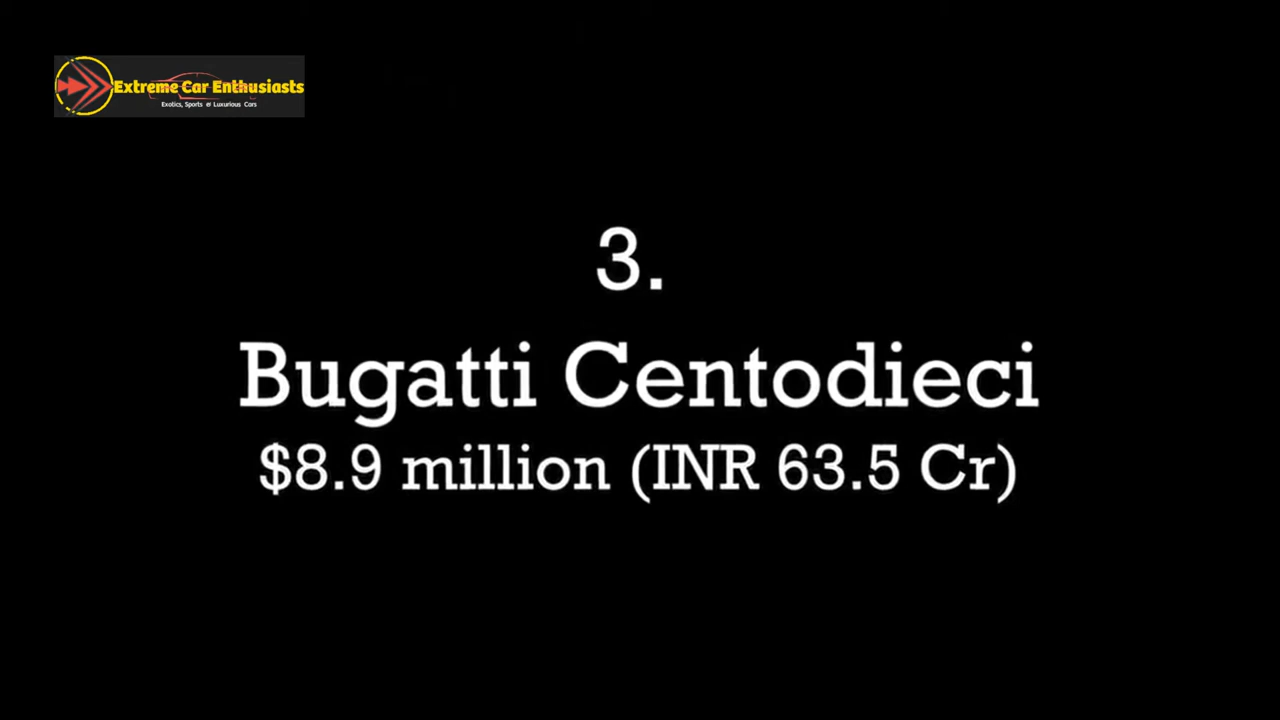 Extreme Car Enthusiasts
Exotics, Sports & Luxurious Cars
3.
Bugatti Centodieci
$8.9 million (INR 63.5 Cr)